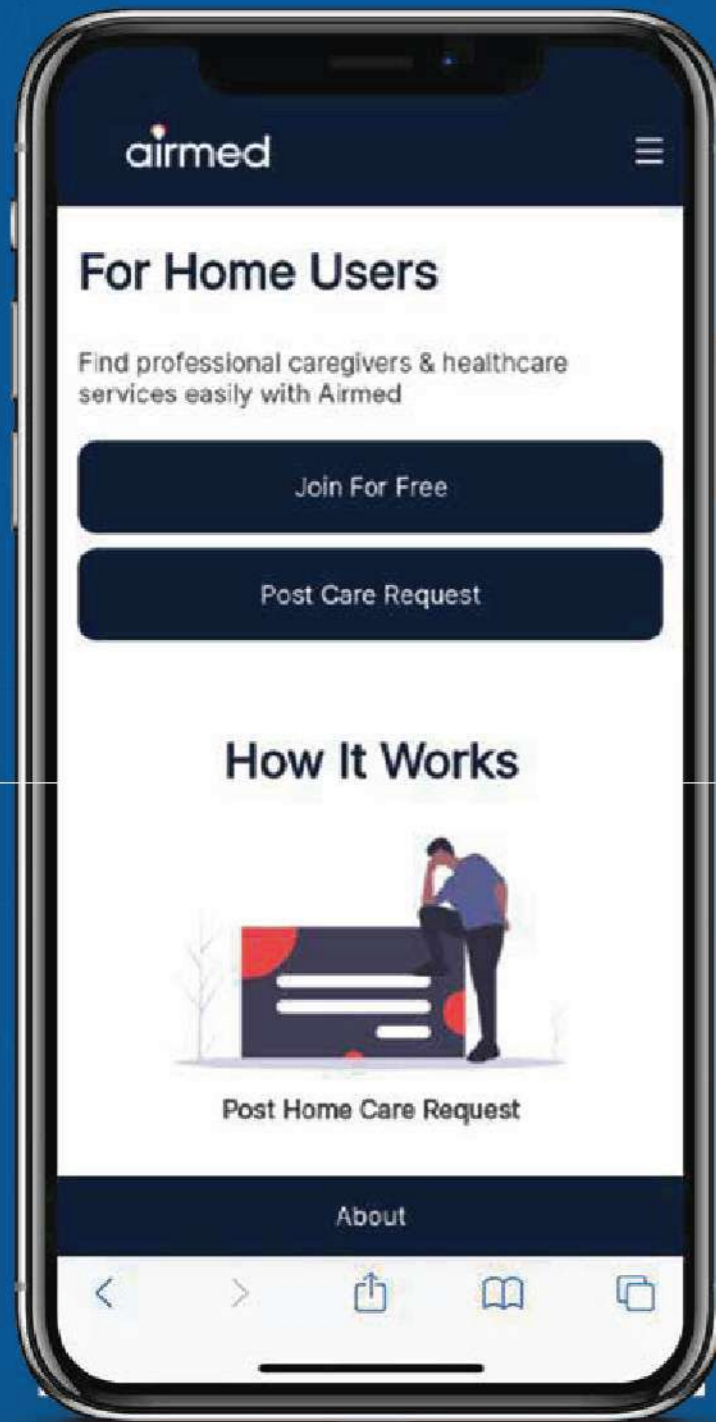 airmed
For Home Users
Find professional caregivers & healthcare
services easily with Airmed
Join For Free
Post Care Request
How It Works
Post Home Care Request
About